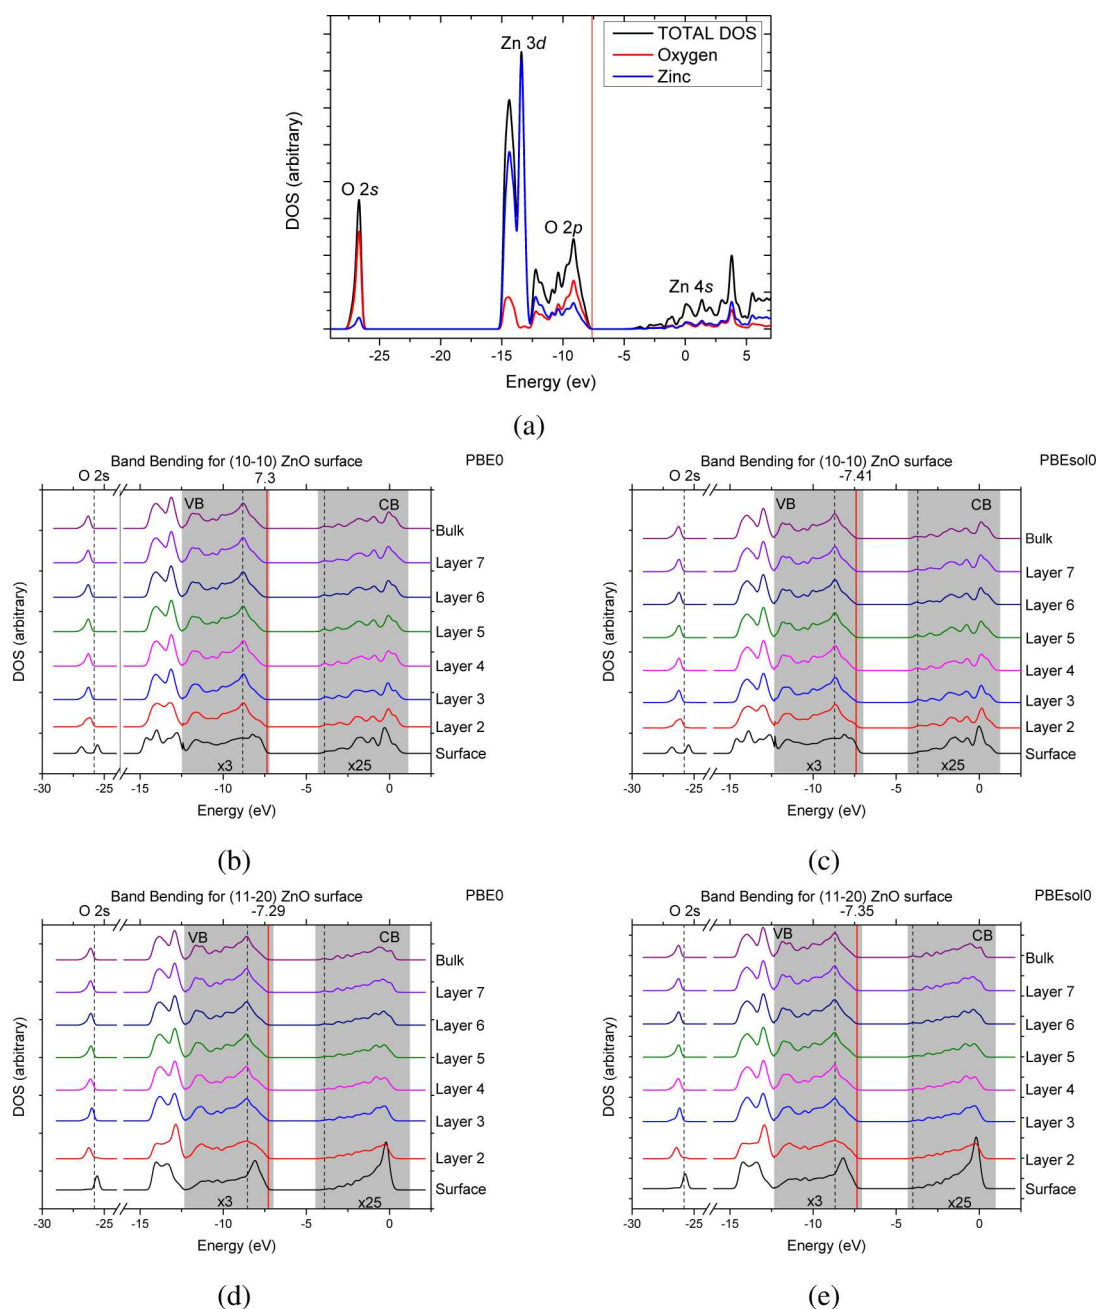 TOTAL DOS
Oxygen
Zinc
Zn 3d
O 2s
O 2p
Zn 4s
DOS (arbitrary)
-25 -20 -15 -10 -5 0 5
Energy (ev)
(a)
Band Bending for (10-10) ZnO surface PBE0
O 2s 7.3
VB CB
Bulk
Layer 7
Layer 6
Layer 5
Layer 4
Layer 3
Layer 2
Surface
x3 x25
DOS (arbitrary)
-30 -25 -15 -10 -5 0
Energy (eV)
(b)
Band Bending for (10-10) ZnO surface PBEsol0
O 2s -7.41
VB CB
Bulk
Layer 7
Layer 6
Layer 5
Layer 4
Layer 3
Layer 2
Surface
x3 x25
DOS (arbitrary)
-30 -25 -15 -10 -5 0
Energy (eV)
(c)
Band Bending for (11-20) ZnO surface PBE0
O 2s -7.29
VB CB
Bulk
Layer 7
Layer 6
Layer 5
Layer 4
Layer 3
Layer 2
Surface
x3 x25
DOS (arbitrary)
-30 -25 -15 -10 -5 0
Energy (eV)
(d)
Band Bending for (11-20) ZnO surface PBEsol0
O 2s -7.35
VB CB
Bulk
Layer 7
Layer 6
Layer 5
Layer 4
Layer 3
Layer 2
Surface
x3 x25
DOS (arbitrary)
-30 -25 -15 -10 -5 0
Energy (eV)
(e)